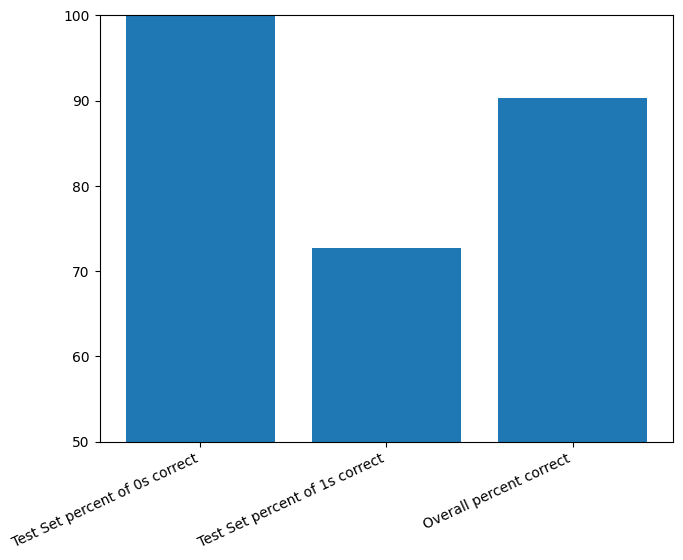 100
90
80
70
60
50
Test Set percent of 0s correct
Test Set percent of 1s correct
Overall percent correct